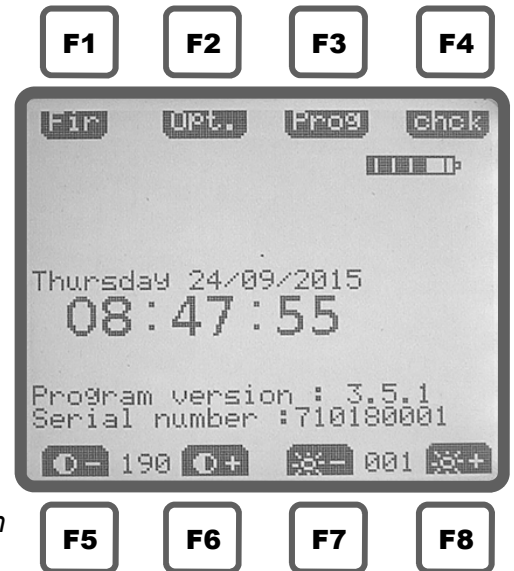 F1 F2 F3 F4
Fir Opt. Prog chck
Thursday 24/09/2015
08:47:55
Program version : 3.5.1
Serial number :710180001
- 190 + - 001 +
F5 F6 F7 F8